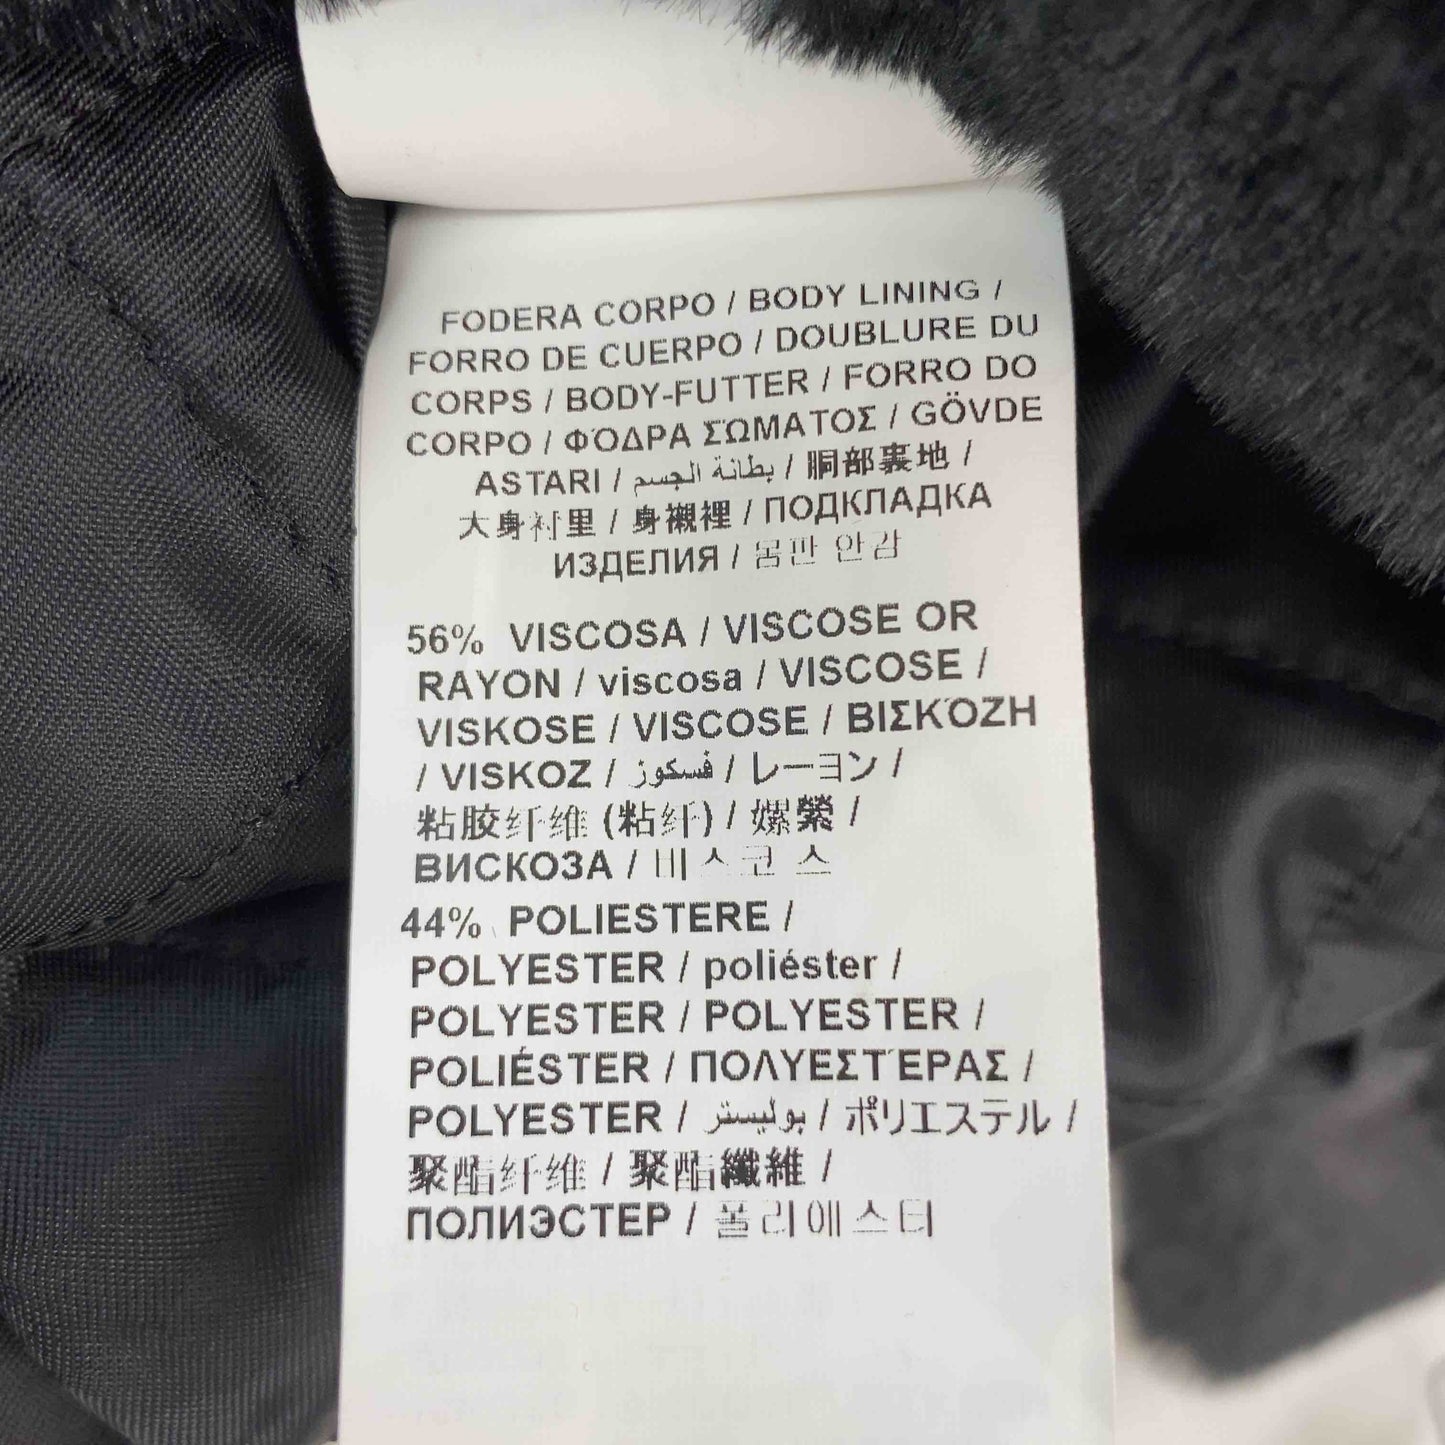 FODERA CORPO / BODY LINING /
FORRO DE CUERPO / DOUBLURE DU
CORPS / BODY-FUTTER / FORRO DO
CORPO / ΦΌΔΡΑ ΣΏΜΑΤΟΣ / GÖVDE
ASTARI / بطانة الجسم / 胴部裏地 /
大身衬里 / 身襯裡 / ПОДКЛАДКА
ИЗДЕЛИЯ / 몸판 안감
56% VISCOSA / VISCOSE OR
RAYON / viscosa / VISCOSE /
VISKOSE / VISCOSE / ΒΙΣΚΌΖΗ
/ VISKOZ / فسكوز / レーヨン /
粘胶纤维 (粘纤) / 嫘縈 /
ВИСКОЗА / 비스코스
44% POLIESTERE /
POLYESTER / poliéster /
POLYESTER / POLYESTER /
POLIÉSTER / ΠΟΛΥΕΣΤΈΡΑΣ /
POLYESTER / بوليستر / ポリエステル /
聚酯纤维 / 聚酯纖維 /
ПОЛИЭСТЕР / 폴리에스터